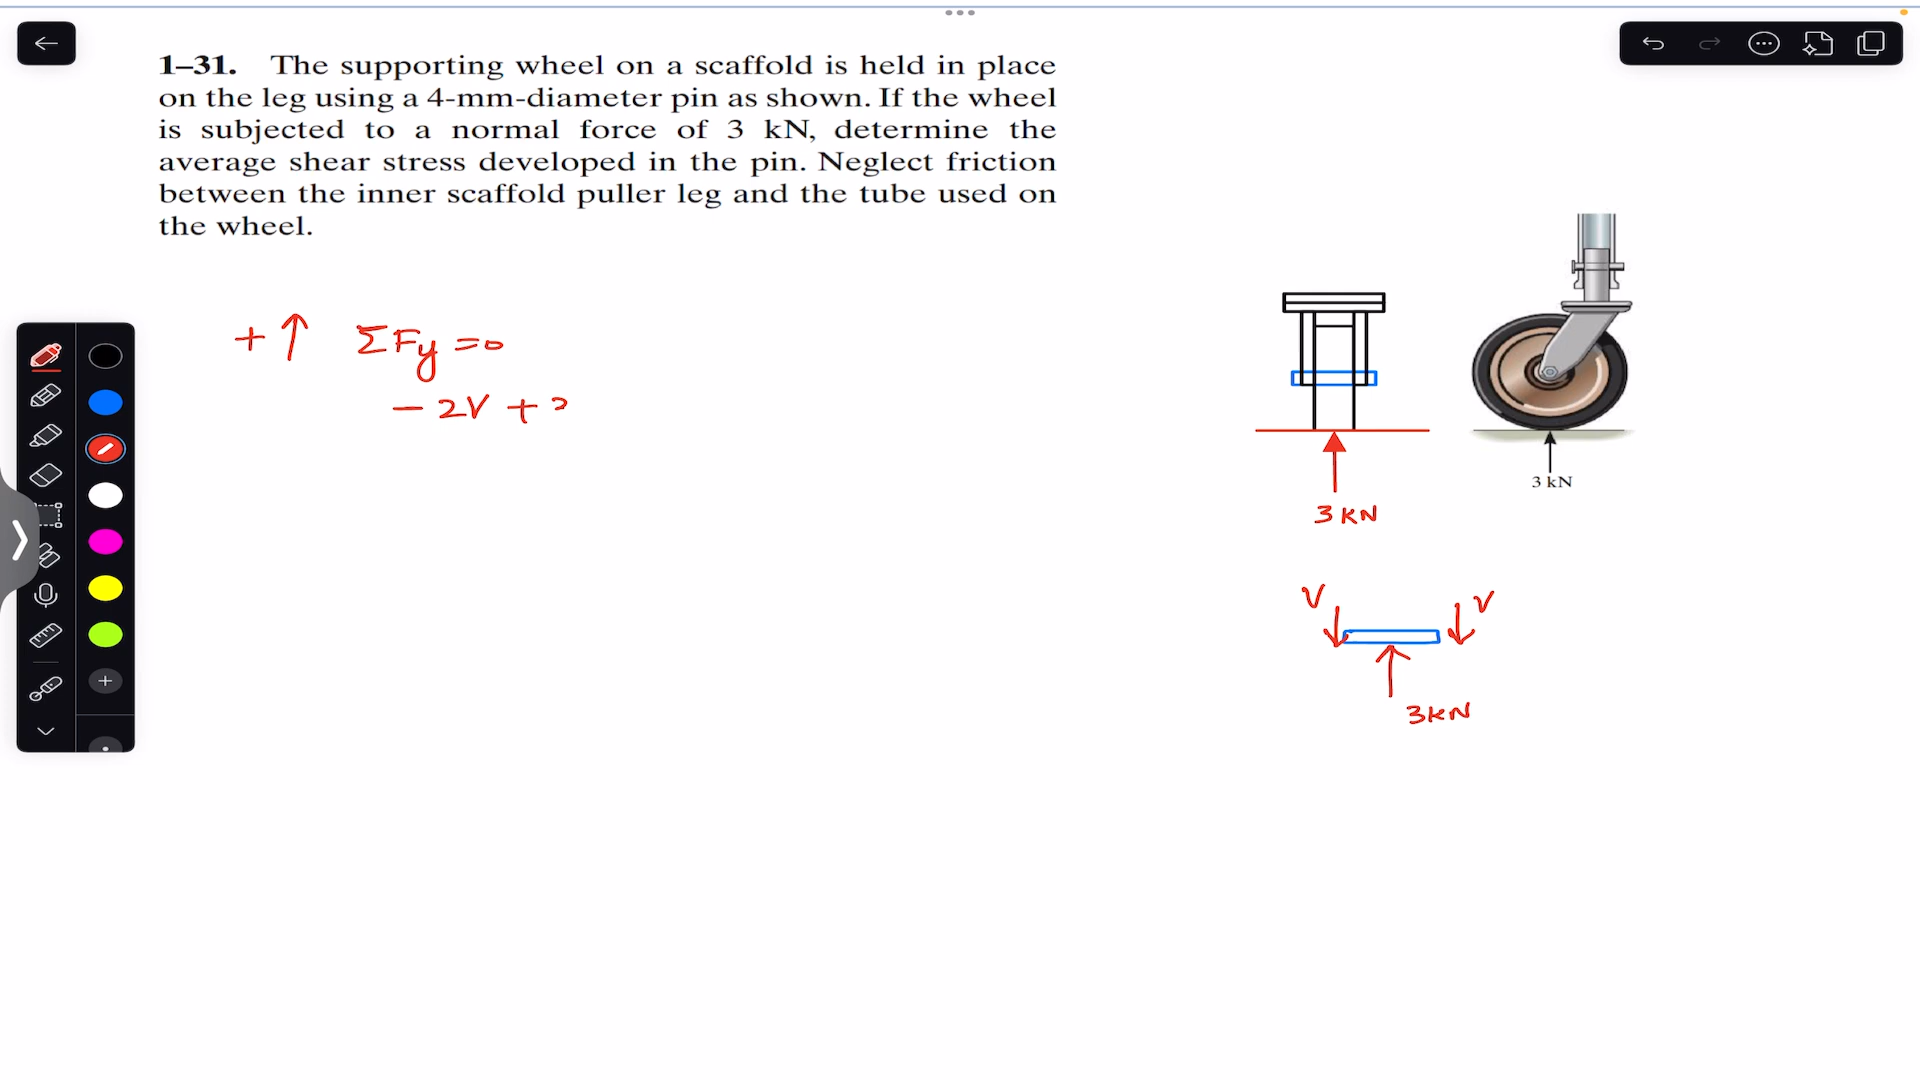 1–31. The supporting wheel on a scaffold is held in place
on the leg using a 4-mm-diameter pin as shown. If the wheel
is subjected to a normal force of 3 kN, determine the
average shear stress developed in the pin. Neglect friction
between the inner scaffold puller leg and the tube used on
the wheel.
+↑ ΣFy =0
- 2V +
3 kN
3 KN
V
V
3KN